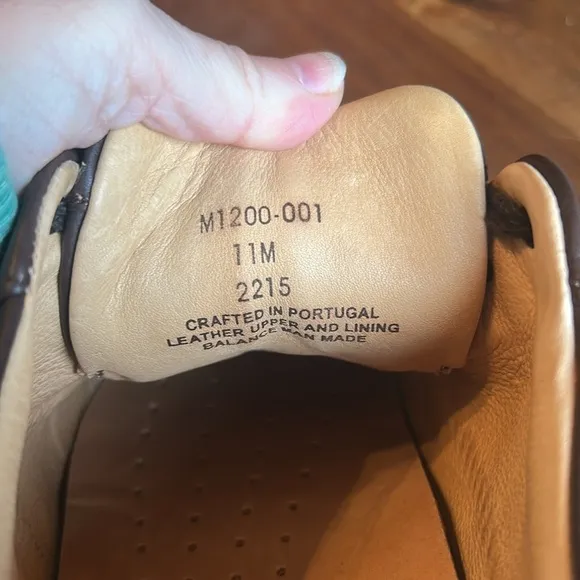 M1200-001
11M
2215
CRAFTED IN PORTUGAL
LEATHER UPPER AND LINING
BALANCE MAN MADE